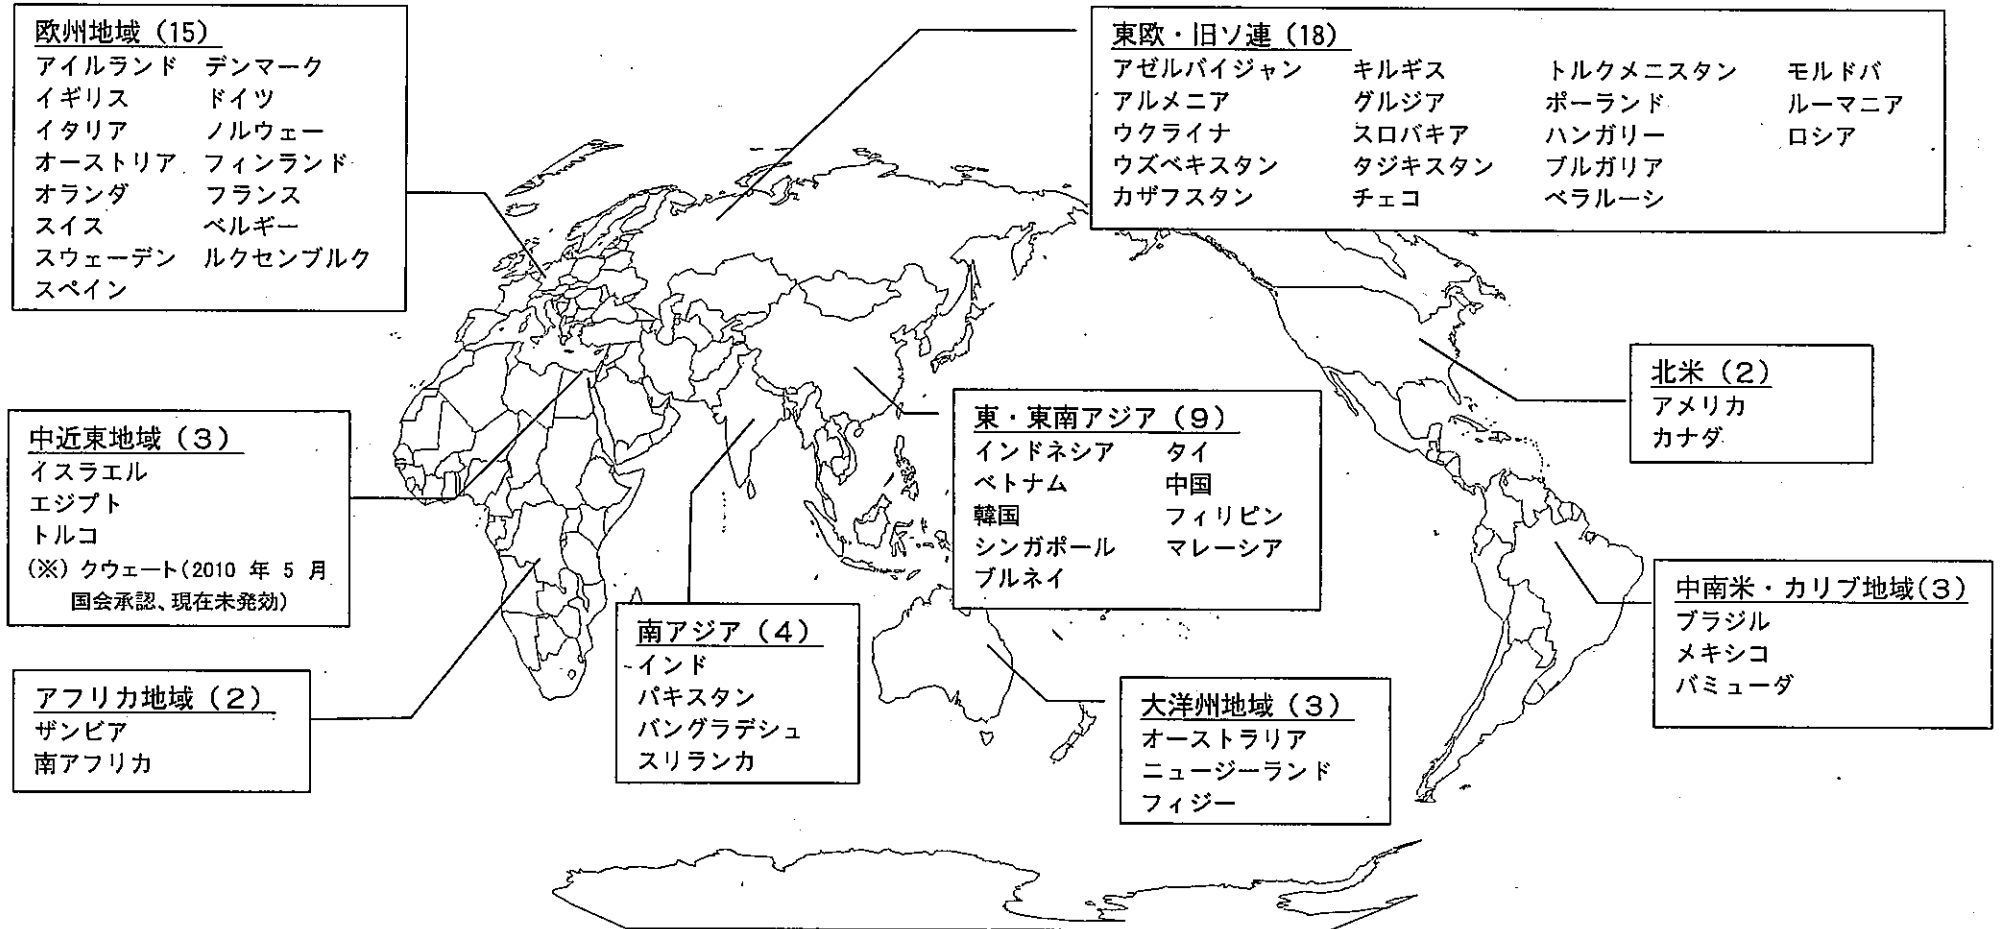 欧州地域(15)
アイルランド デンマーク
イギリス ドイツ
イタリア ノルウェー
オーストリア フィンランド
オランダ フランス
スイス ベルギー
スウェーデン ルクセンブルク
スペイン
東欧・旧ソ連(18)
アゼルバイジャン キルギス トルクメニスタン モルドバ
アルメニア グルジア ポーランド ルーマニア
ウクライナ スロバキア ハンガリー ロシア
ウズベキスタン タジキスタン ブルガリア
カザフスタン チェコ ベラルーシ
北米(2)
アメリカ
カナダ
中近東地域(3)
イスラエル
エジプト
トルコ
(※)クウェート(2010 年 5 月
国会承認、現在未発効)
東・東南アジア(9)
インドネシア タイ
ベトナム 中国
韓国 フィリピン
シンガポール マレーシア
ブルネイ
中南米・カリブ地域(3)
ブラジル
メキシコ
バミューダ
南アジア(4)
インド
パキスタン
バングラデシュ
スリランカ
アフリカ地域(2)
ザンビア
南アフリカ
大洋州地域(3)
オーストラリア
ニュージーランド
フィジー